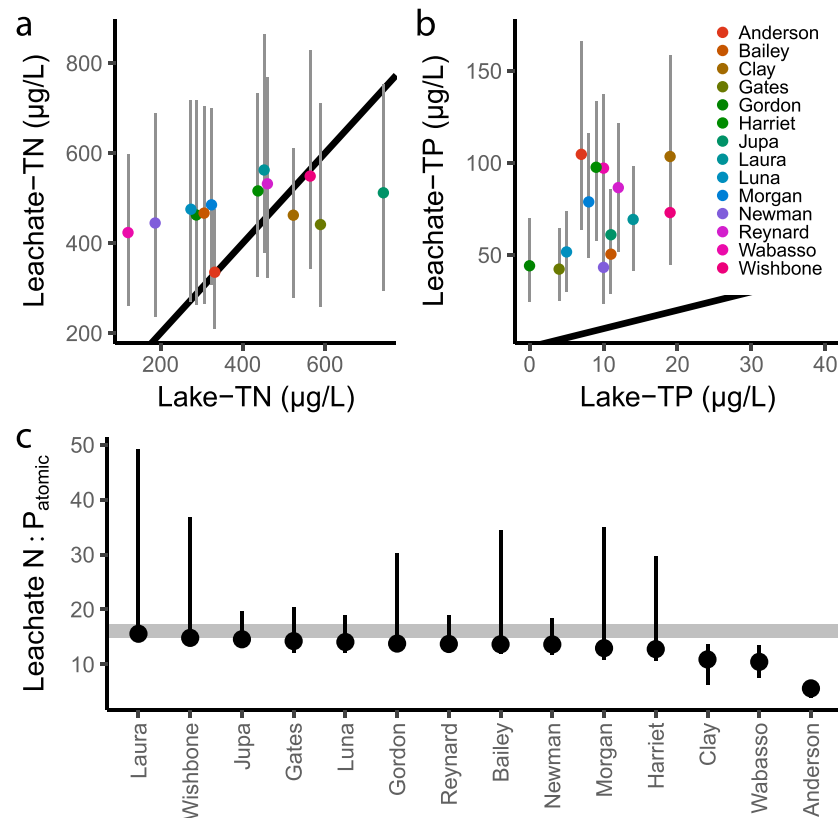 a
Leachate−TN (µg/L)
800
600
400
200
200
400
600
Lake−TN (µg/L)
b
Leachate−TP (µg/L)
150
100
50
0
10
20
30
40
Lake−TP (µg/L)
Anderson
Bailey
Clay
Gates
Gordon
Harriet
Jupa
Laura
Luna
Morgan
Newman
Reynard
Wabasso
Wishbone
c
Leachate N : Patomic
50
40
30
20
10
Laura
Wishbone
Jupa
Gates
Luna
Gordon
Reynard
Bailey
Newman
Morgan
Harriet
Clay
Wabasso
Anderson